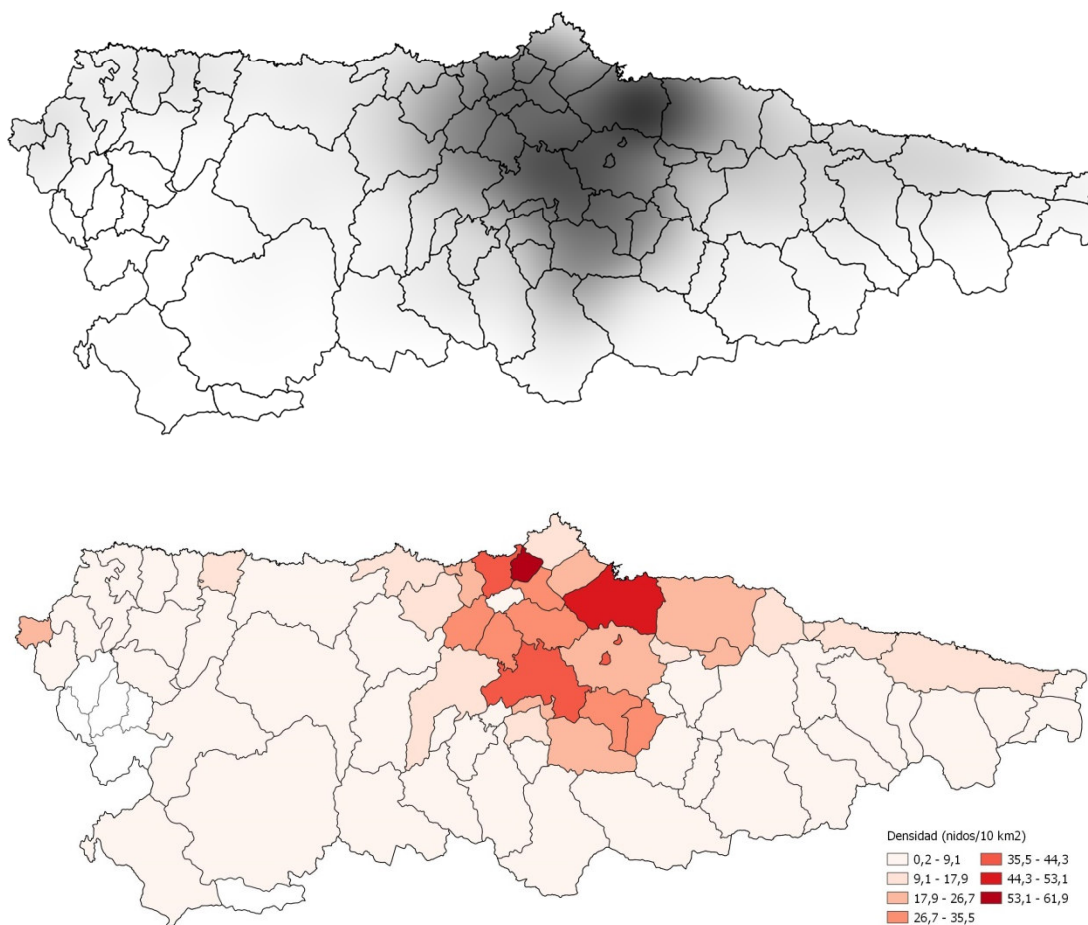 Densidad (nidos/10 km2)
0,2 - 9,1
9,1 - 17,9
17,9 - 26,7
26,7 - 35,5
35,5 - 44,3
44,3 - 53,1
53,1 - 61,9